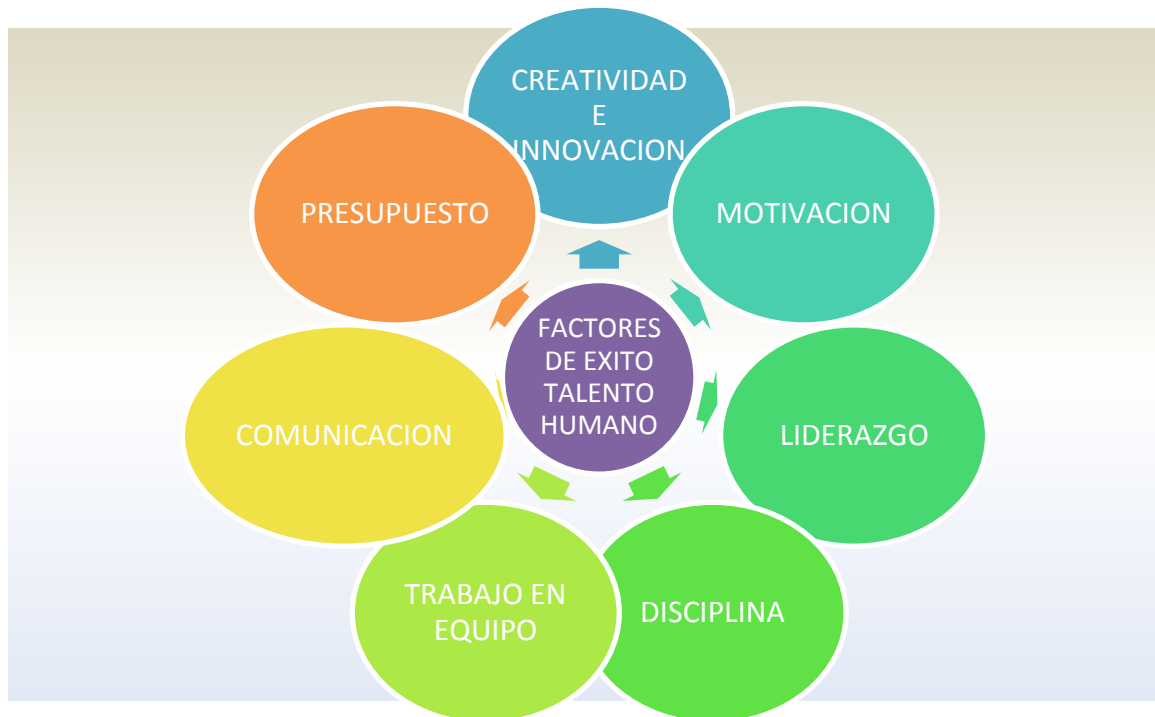 CREATIVIDAD
E
INNOVACION
MOTIVACION
LIDERAZGO
DISCIPLINA
TRABAJO EN
EQUIPO
COMUNICACION
PRESUPUESTO
FACTORES
DE EXITO
TALENTO
HUMANO